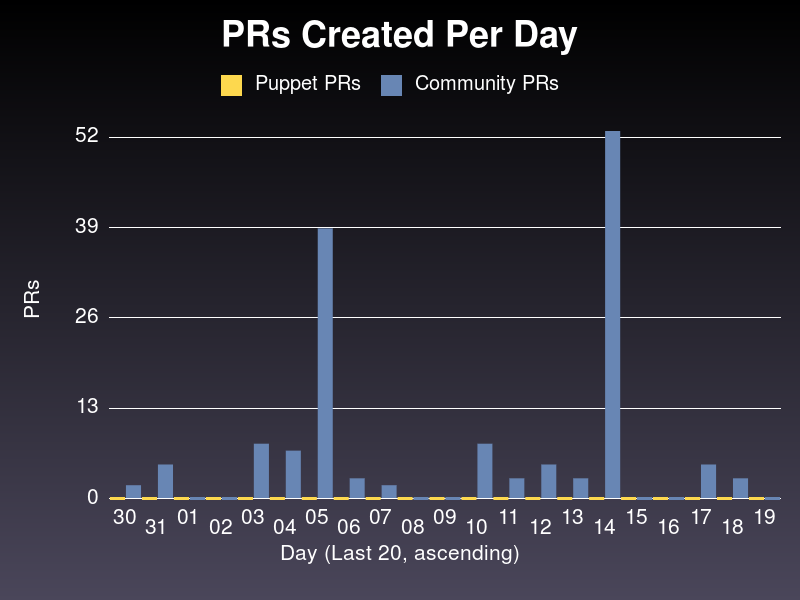 PRs Created Per Day
Puppet PRs Community PRs
52
39
26
13
0
PRs
30 31 01 02 03 04 05 06 07 08 09 10 11 12 13 14 15 16 17 18 19
Day (Last 20, ascending)